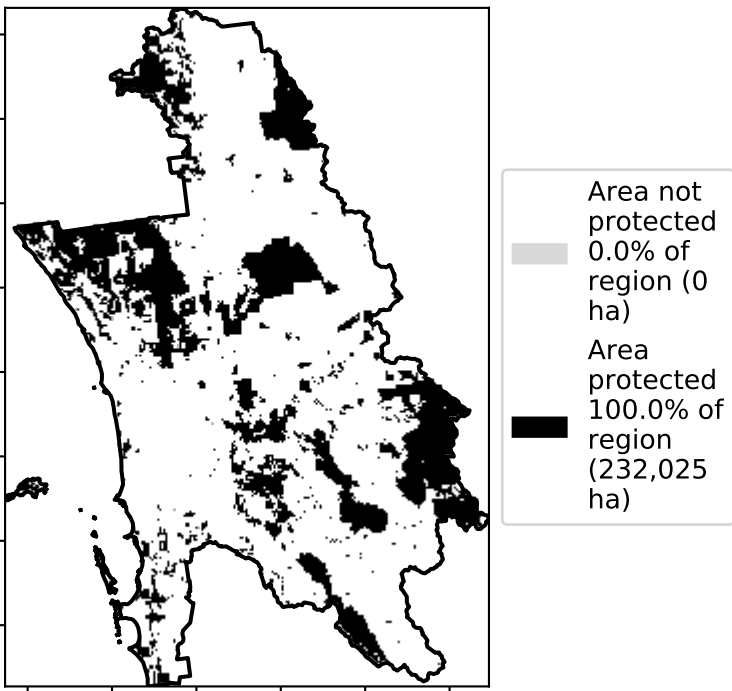 Area not
protected
0.0% of
region (0
ha)
Area
protected
100.0% of
region
(232,025
ha)